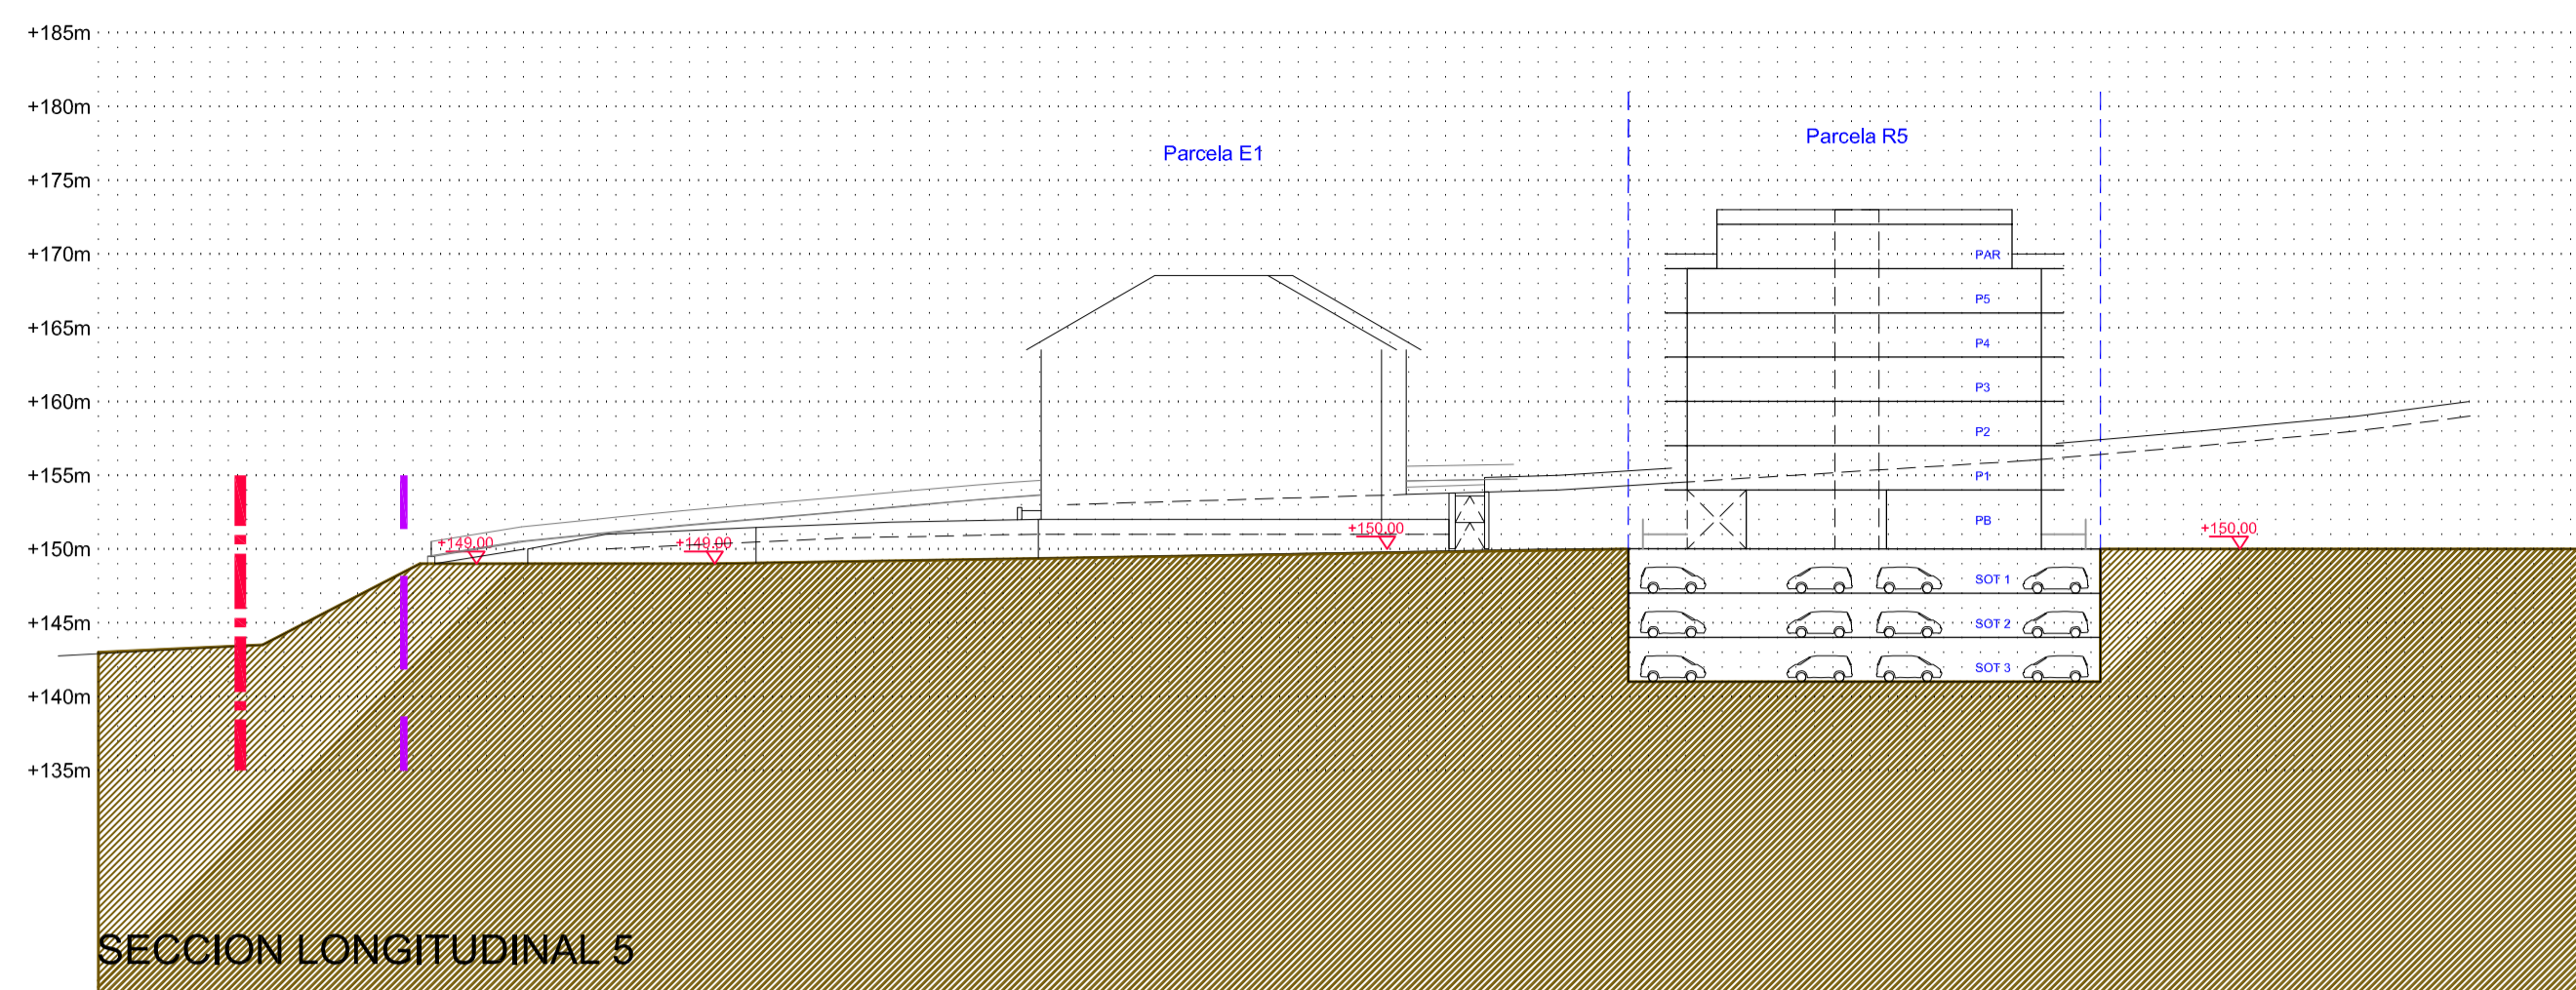 +185m
+180m
Parcela R5
Parcela E1
+175m
+170m
PAR
P5
+165m
P4
P3
+160m
P2
+155m
P1
PB
+150.00
+150.00
+149.00
+149.00
+150m
SOT 1
+145m
SOT 2
SOT 3
+140m
+135m
SECCION LONGITUDINAL 5